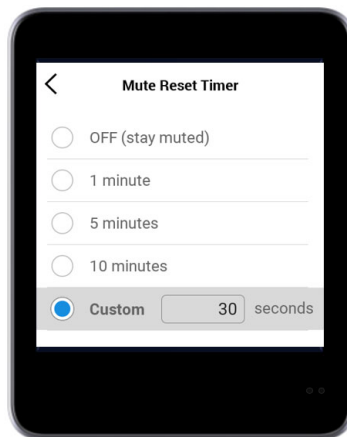 Mute Reset Timer
OFF (stay muted)
1 minute
5 minutes
10 minutes
Custom 30 seconds